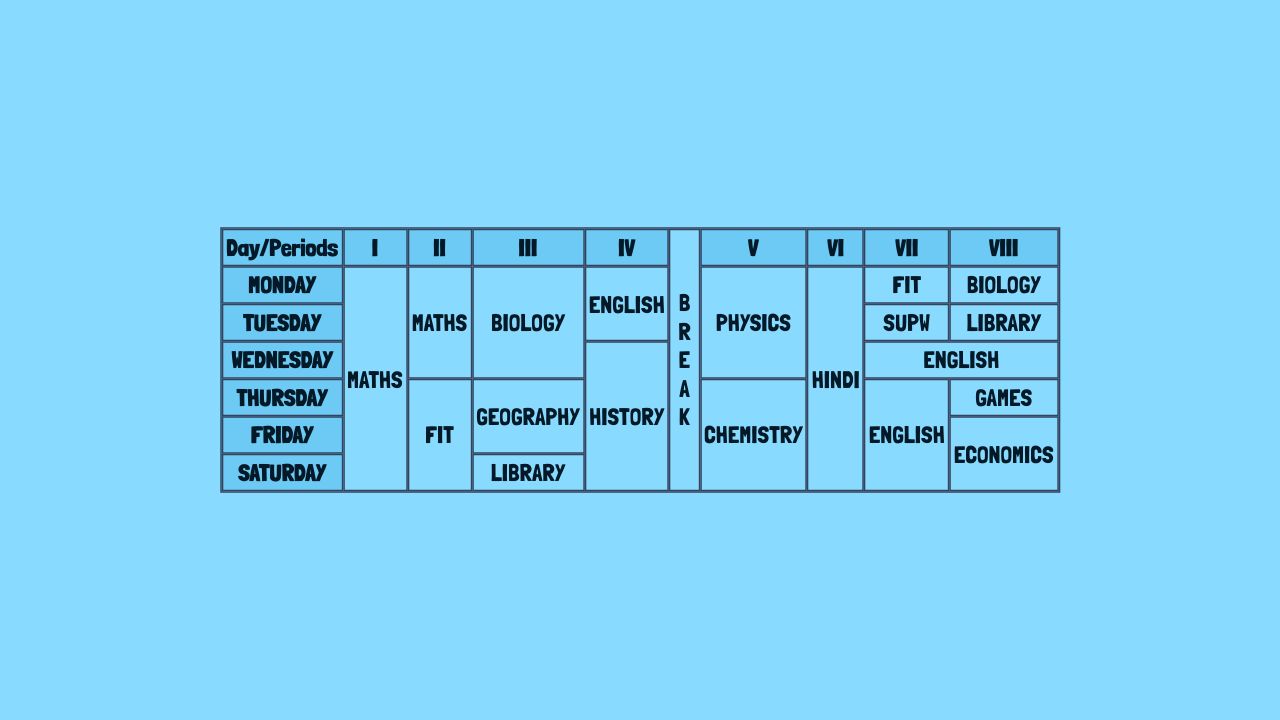 Day/Periods I II III IV BREAK V VI VII VIII
MONDAY MATHS MATHS BIOLOGY ENGLISH PHYSICS HINDI FIT BIOLOGY
TUESDAY SUPW LIBRARY
WEDNESDAY HISTORY ENGLISH
THURSDAY FIT GEOGRAPHY CHEMISTRY ENGLISH GAMES
FRIDAY ECONOMICS
SATURDAY LIBRARY